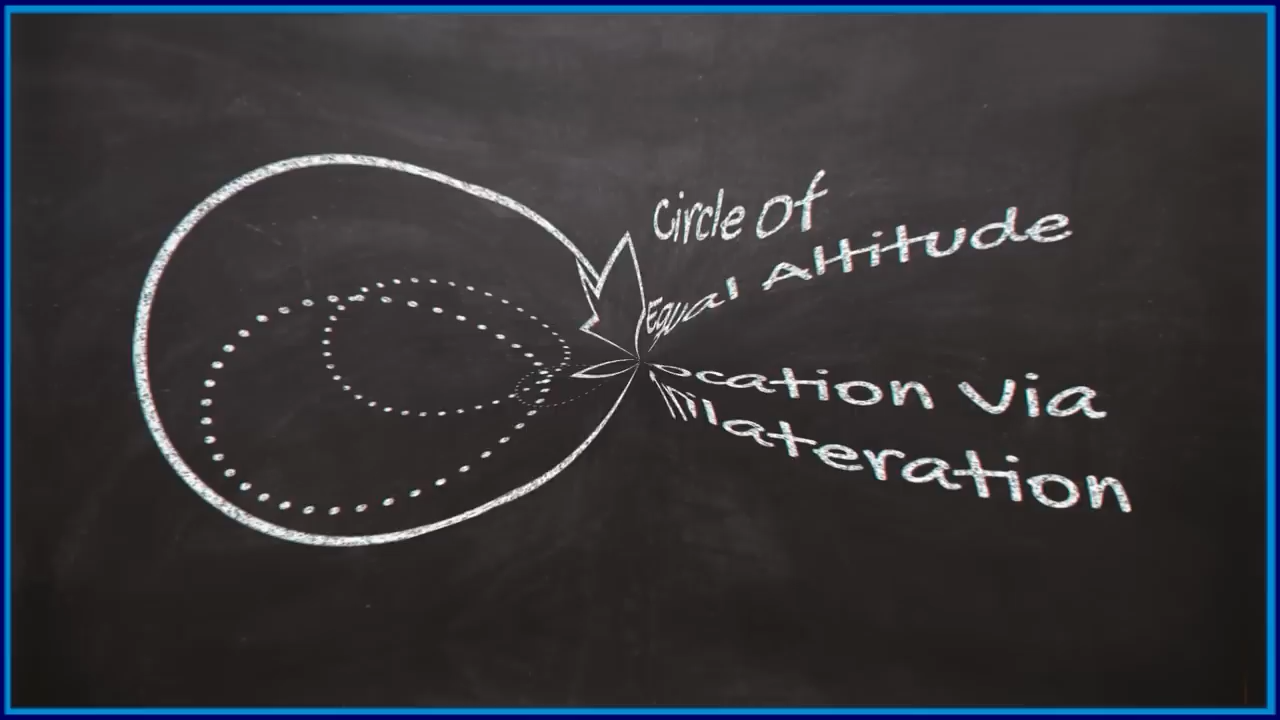 Circle Of
Equal Altitude
ocation Via
lateration